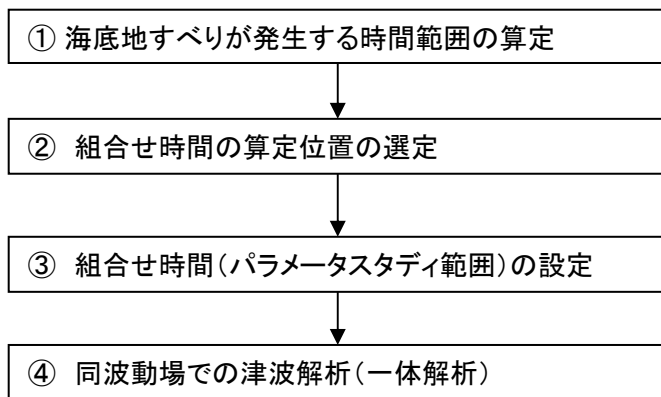 ① 海底地すべりが発生する時間範囲の算定
② 組合せ時間の算定位置の選定
③ 組合せ時間(パラメータスタディ範囲)の設定
④ 同波動場での津波解析(一体解析)